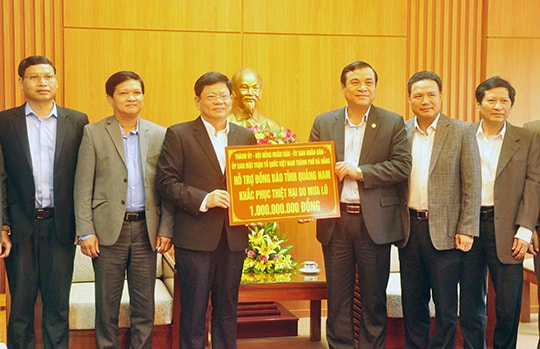 THÀNH ỦY - HỘI ĐỒNG NHÂN DÂN - ỦY BAN NHÂN DÂN
ỦY BAN MẶT TRẬN TỔ QUỐC VIỆT NAM THÀNH PHỐ ĐÀ NẴNG
HỖ TRỢ ĐỒNG BÀO TỈNH QUẢNG NAM
KHẮC PHỤC THIỆT HẠI DO MƯA LŨ
1.000.000.000 ĐỒNG